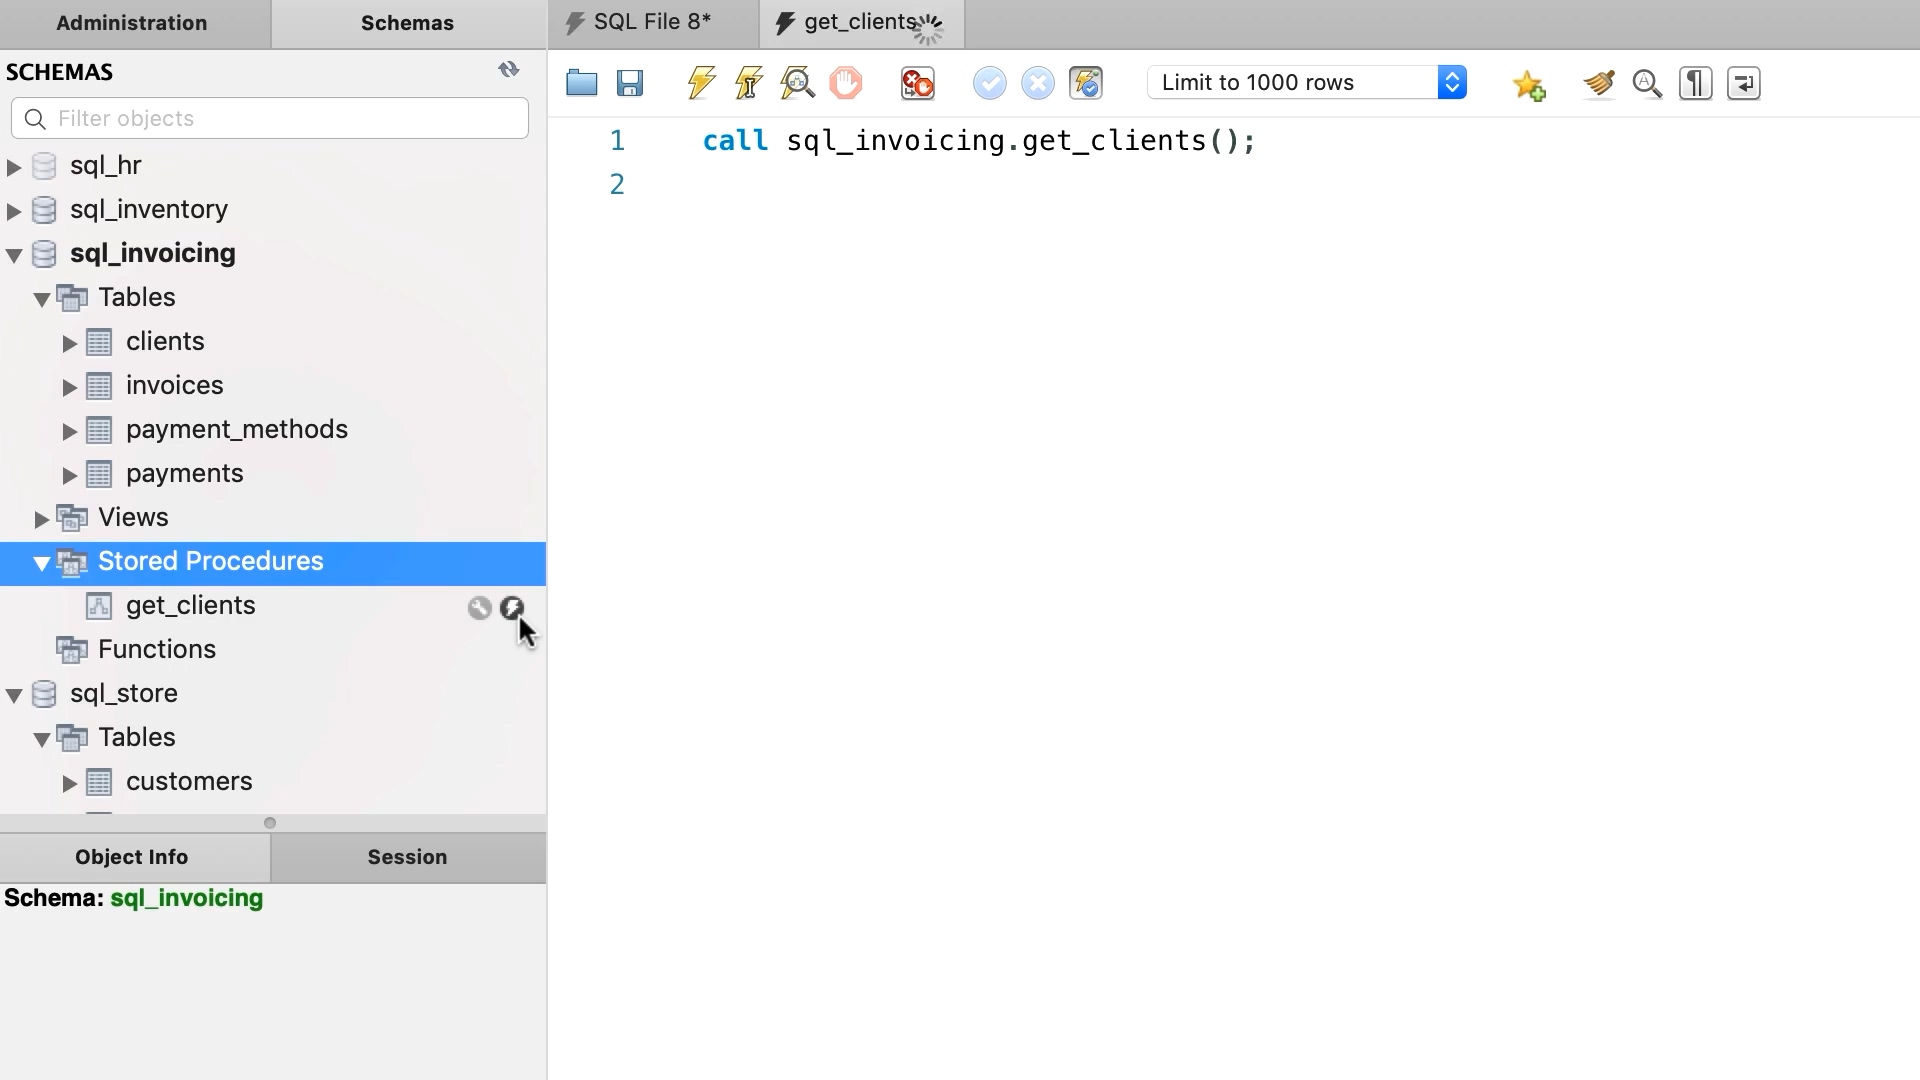 Administration
Schemas
SQL File 8*
get_clients
SCHEMAS
Filter objects
Limit to 1000 rows
sql_hr
sql_inventory
sql_invoicing
Tables
clients
invoices
payment_methods
payments
Views
Stored Procedures
get_clients
Functions
sql_store
Tables
customers
1 call sql_invoicing.get_clients();
2
Object Info
Session
Schema: sql_invoicing